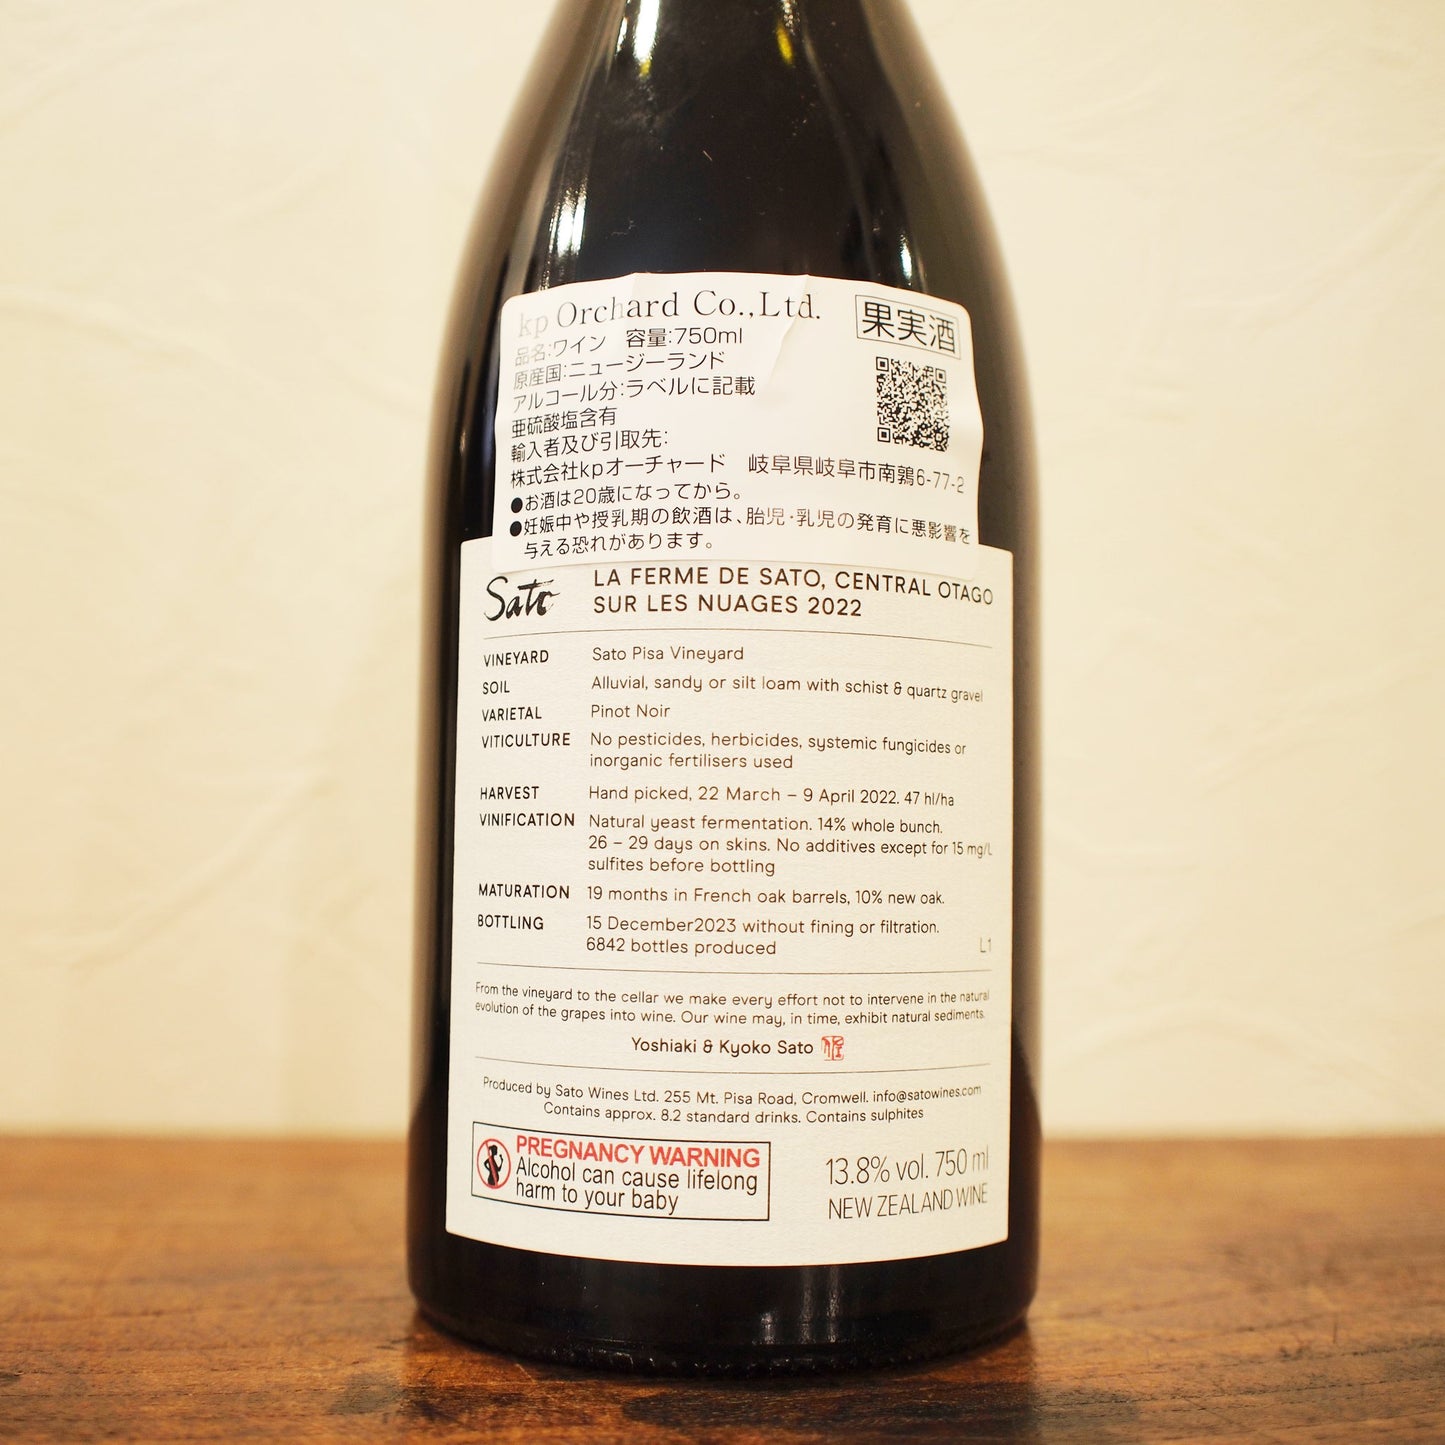 kp Orchard Co.,Ltd.
果実酒
品名:ワイン　容量:750ml
原産国:ニュージーランド
アルコール分:ラベルに記載
亜硫酸塩含有
輸入者及び引取先:
株式会社kpオーチャード　岐阜県岐阜市南鶉6-77-2
●お酒は20歳になってから。
●妊娠中や授乳期の飲酒は、胎児・乳児の発育に悪影響を
与える恐れがあります。
Sato
LA FERME DE SATO, CENTRAL OTAGO
SUR LES NUAGES 2022
VINEYARD Sato Pisa Vineyard
SOIL Alluvial, sandy or silt loam with schist & quartz gravel
VARIETAL Pinot Noir
VITICULTURE No pesticides, herbicides, systemic fungicides or
inorganic fertilisers used
HARVEST Hand picked, 22 March – 9 April 2022. 47 hl/ha
VINIFICATION Natural yeast fermentation. 14% whole bunch.
26 – 29 days on skins. No additives except for 15 mg/L
sulfites before bottling
MATURATION 19 months in French oak barrels, 10% new oak.
BOTTLING 15 December2023 without fining or filtration.
6842 bottles produced L1
From the vineyard to the cellar we make every effort not to intervene in the natural
evolution of the grapes into wine. Our wine may, in time, exhibit natural sediments.
Yoshiaki & Kyoko Sato
Produced by Sato Wines Ltd. 255 Mt. Pisa Road, Cromwell. info@satowines.com
Contains approx. 8.2 standard drinks. Contains sulphites
PREGNANCY WARNING
Alcohol can cause lifelong
harm to your baby
13.8% vol. 750 ml
NEW ZEALAND WINE